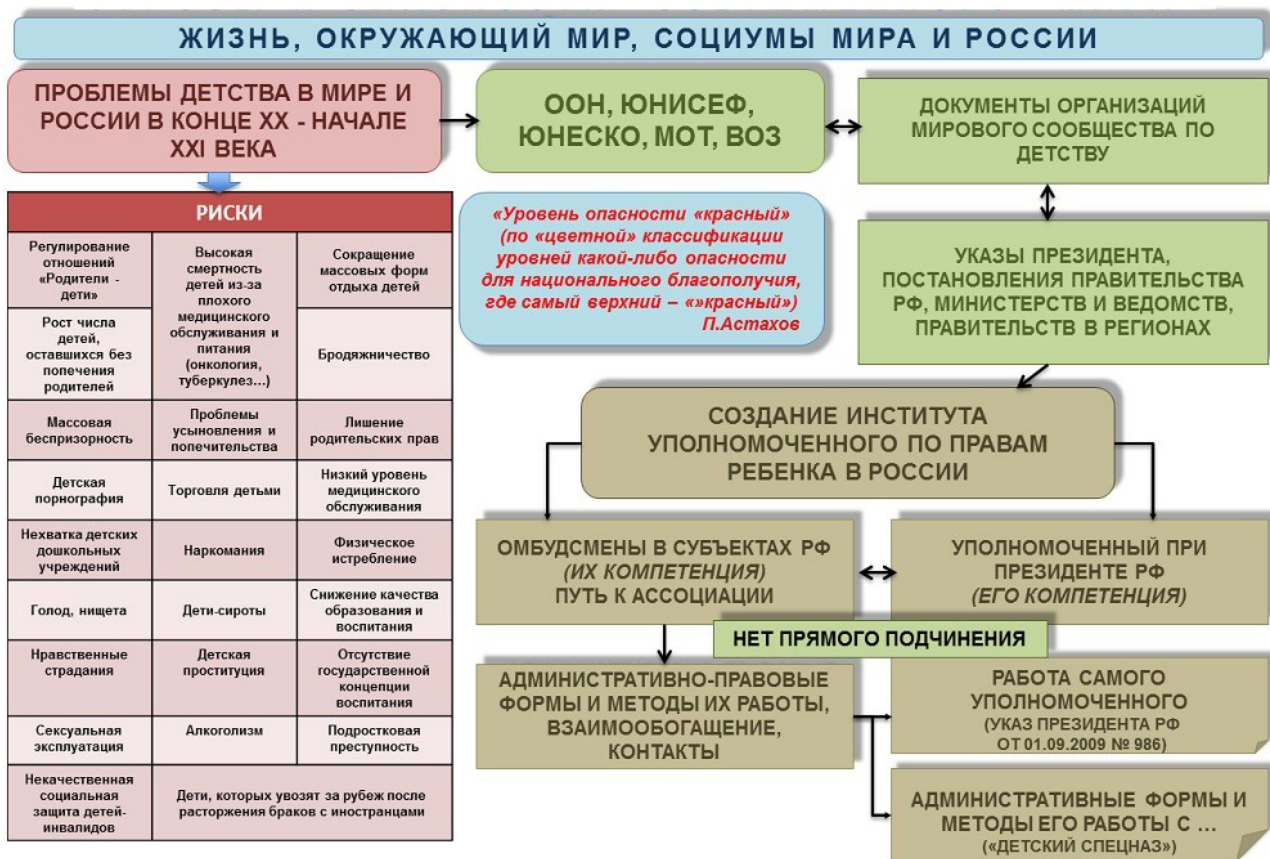 ЖИЗНЬ, ОКРУЖАЮЩИЙ МИР, СОЦИУМЫ МИРА И РОССИИ
ПРОБЛЕМЫ ДЕТСТВА В МИРЕ И
РОССИИ В КОНЦЕ XX - НАЧАЛЕ
XXI ВЕКА
ООН, ЮНИСЕФ,
ЮНЕСКО, МОТ, ВОЗ
ДОКУМЕНТЫ ОРГАНИЗАЦИЙ
МИРОВОГО СООБЩЕСТВА ПО
ДЕТСТВУ
РИСКИ
Регулирование
отношений
«Родители -
дети»
Высокая
смертность
детей из-за
плохого
медицинского
обслуживания и
питания
(онкология,
туберкулез...)
Сокращение
массовых форм
отдыха детей
Рост числа
детей,
оставшихся без
попечения
родителей
Бродяжничество
Массовая
беспризорность
Проблемы
усыновления и
попечительства
Лишение
родительских прав
Детская
порнография
Торговля детьми
Низкий уровень
медицинского
обслуживания
Нехватка детских
дошкольных
учреждений
Наркомания
Физическое
истребление
Голод, нищета
Дети-сироты
Снижение качества
образования и
воспитания
Нравственные
страдания
Детская
проституция
Отсутствие
государственной
концепции
воспитания
Сексуальная
эксплуатация
Алкоголизм
Подростковая
преступность
Некачественная
социальная
защита детей-
инвалидов
Дети, которых увозят за рубеж после
расторжения браков с иностранцами
«Уровень опасности «красный»
(по «цветной» классификации
уровней какой-либо опасности
для национального благополучия,
где самый верхний – «»красный»)
П.Астахов
УКАЗЫ ПРЕЗИДЕНТА,
ПОСТАНОВЛЕНИЯ ПРАВИТЕЛЬСТВА
РФ, МИНИСТЕРСТВ И ВЕДОМСТВ,
ПРАВИТЕЛЬСТВ В РЕГИОНАХ
СОЗДАНИЕ ИНСТИТУТА
УПОЛНОМОЧЕННОГО ПО ПРАВАМ
РЕБЕНКА В РОССИИ
ОМБУДСМЕНЫ В СУБЪЕКТАХ РФ
(ИХ КОМПЕТЕНЦИЯ)
ПУТЬ К АССОЦИАЦИИ
УПОЛНОМОЧЕННЫЙ ПРИ
ПРЕЗИДЕНТЕ РФ
(ЕГО КОМПЕТЕНЦИЯ)
НЕТ ПРЯМОГО ПОДЧИНЕНИЯ
АДМИНИСТРАТИВНО-ПРАВОВЫЕ
ФОРМЫ И МЕТОДЫ ИХ РАБОТЫ,
ВЗАИМООБОГАЩЕНИЕ,
КОНТАКТЫ
РАБОТА САМОГО
УПОЛНОМОЧЕННОГО
(УКАЗ ПРЕЗИДЕНТА РФ
ОТ 01.09.2009 № 986)
АДМИНИСТРАТИВНЫЕ ФОРМЫ И
МЕТОДЫ ЕГО РАБОТЫ С ...
(«ДЕТСКИЙ СПЕЦНАЗ»)